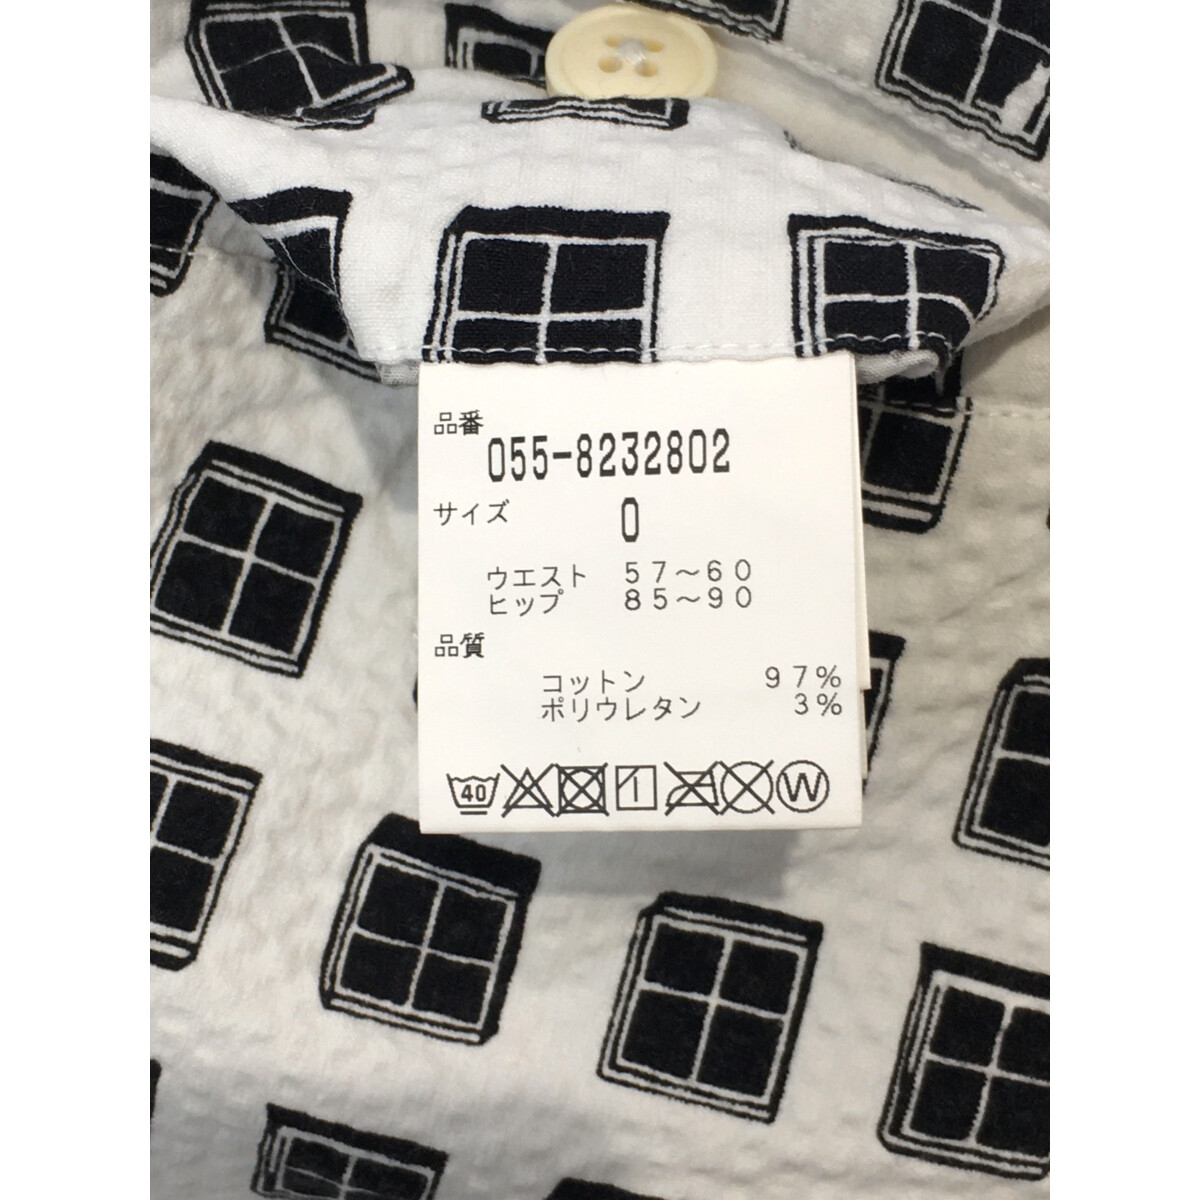 品番
055-8232802
サイズ 0
ウエスト 57～60
ヒップ 85～90
品質
コットン 97%
ポリウレタン 3%
40 W